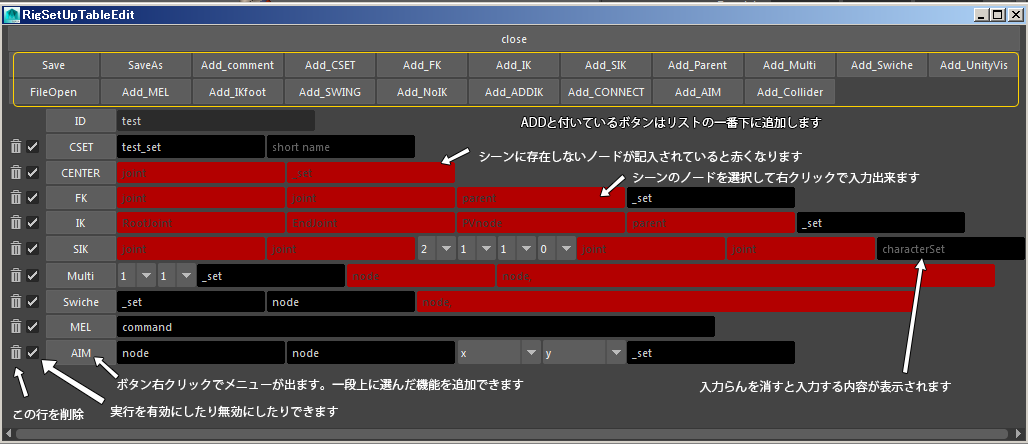 RigSetUpTableEdit
close
Save SaveAs Add_comment Add_CSET Add_FK Add_IK Add_SIK Add_Parent Add_Multi Add_Swiche Add_UnityVis
FileOpen Add_MEL Add_IKfoot Add_SWING Add_NoIK Add_ADDIK Add_CONNECT Add_AIM Add_Collider
ID test
ADDと付いているボタンはリストの一番下に追加します
CSET test_set short name
シーンに存在しないノードが記入されていると赤くなります
CENTER joint _set
シーンのノードを選択して右クリックで入力出来ます
FK joint joint parent _set
IK rootJoint endJoint PVnode parent _set
SIK joint joint 2 1 1 0 joint joint characterSet
Multi 1 1 _set node node
Swiche _set node node
MEL command
AIM node node x y _set
ボタン右クリックでメニューが出ます。一段上に選んだ機能を追加できます
入力らんを消すと入力する内容が表示されます
この行を削除
実行を有効にしたり無効にしたりできます